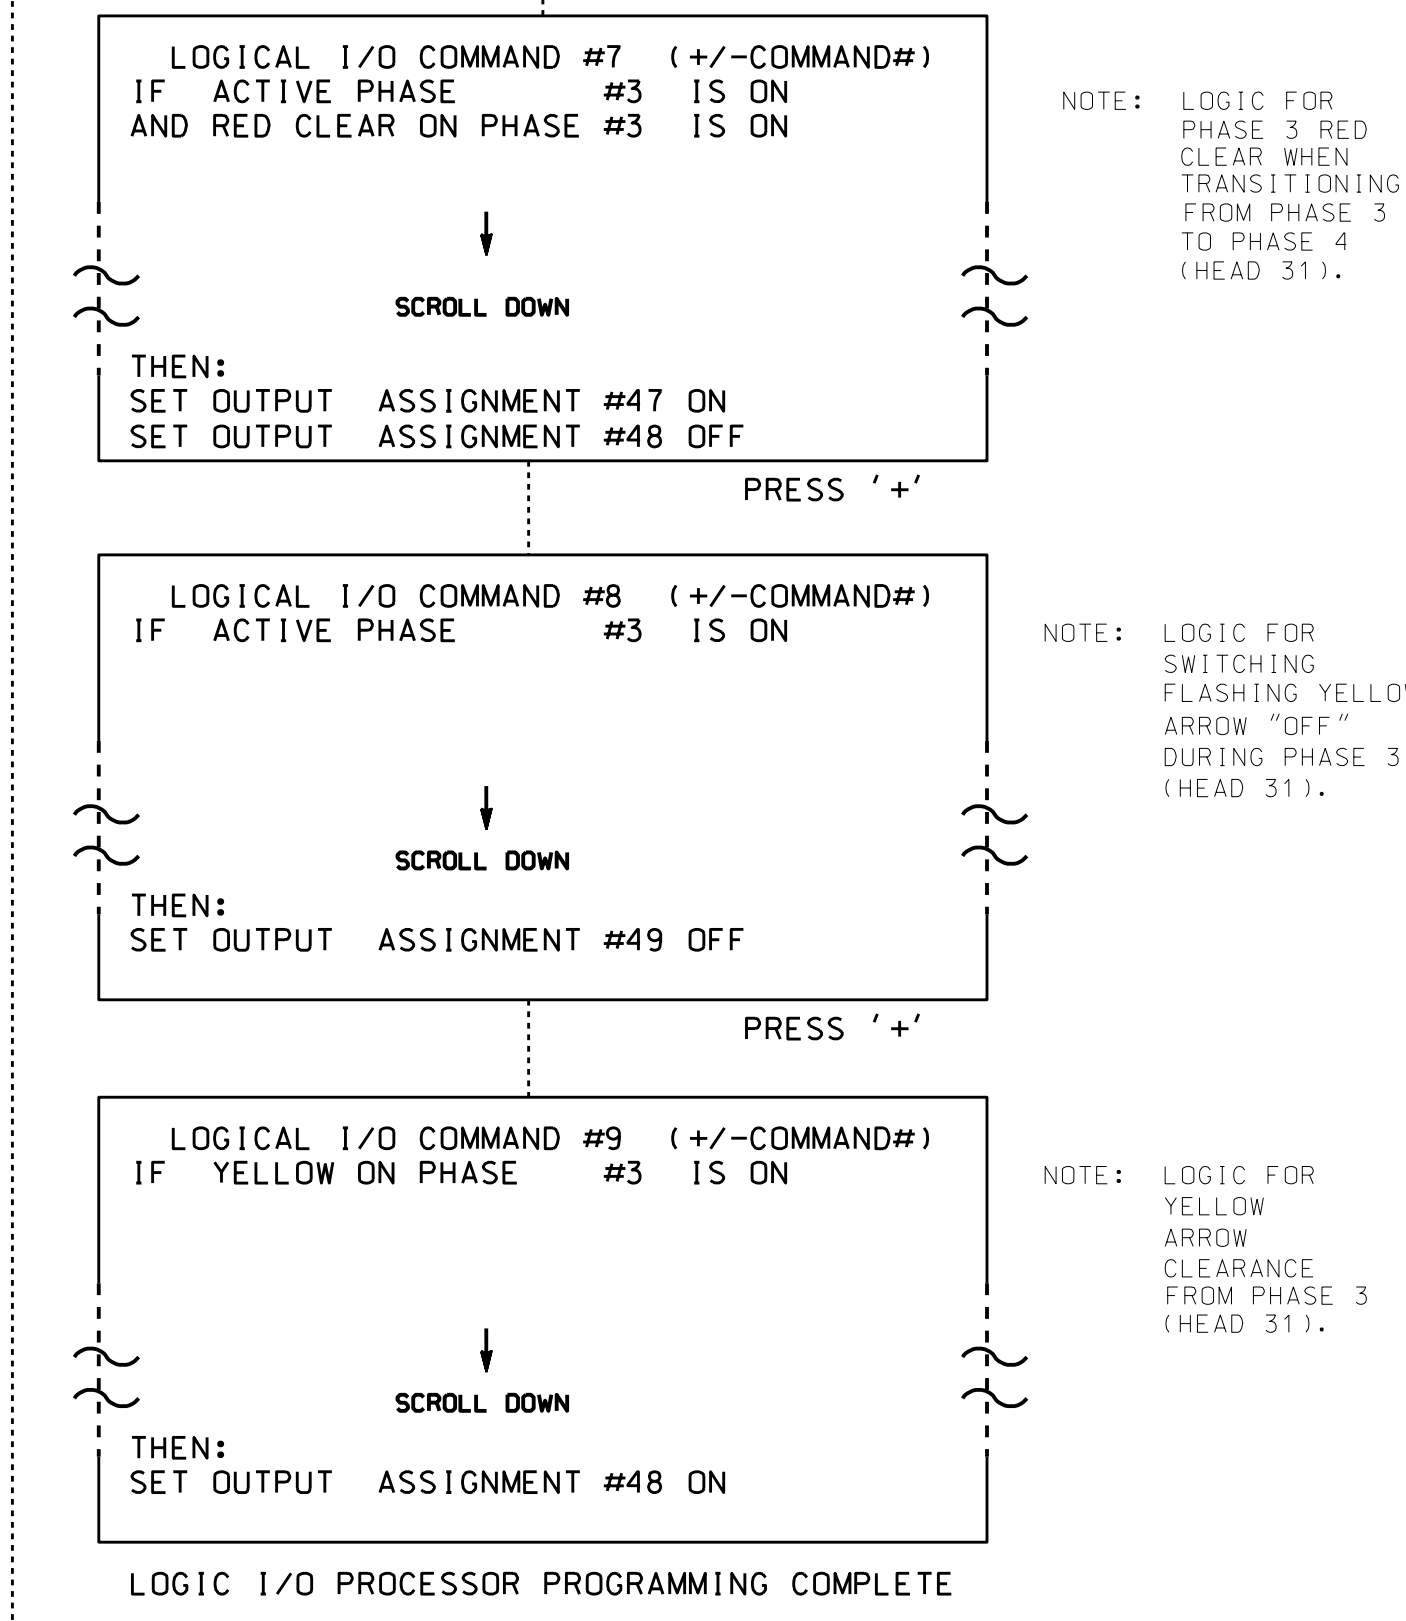 LOGICAL I/O COMMAND #7 (+/-COMMAND#)
IF ACTIVE PHASE #3 IS ON
AND RED CLEAR ON PHASE #3 IS ON
SCROLL DOWN
THEN:
SET OUTPUT ASSIGNMENT #47 ON
SET OUTPUT ASSIGNMENT #48 OFF
NOTE: LOGIC FOR
PHASE 3 RED
CLEAR WHEN
TRANSITIONING
FROM PHASE 3
TO PHASE 4
(HEAD 31).
PRESS '+'
LOGICAL I/O COMMAND #8 (+/-COMMAND#)
IF ACTIVE PHASE #3 IS ON
SCROLL DOWN
THEN:
SET OUTPUT ASSIGNMENT #49 OFF
NOTE: LOGIC FOR
SWITCHING
FLASHING YELLOW
ARROW "OFF"
DURING PHASE 3
(HEAD 31).
PRESS '+'
LOGICAL I/O COMMAND #9 (+/-COMMAND#)
IF YELLOW ON PHASE #3 IS ON
SCROLL DOWN
THEN:
SET OUTPUT ASSIGNMENT #48 ON
NOTE: LOGIC FOR
YELLOW
ARROW
CLEARANCE
FROM PHASE 3
(HEAD 31).
LOGIC I/O PROCESSOR PROGRAMMING COMPLETE